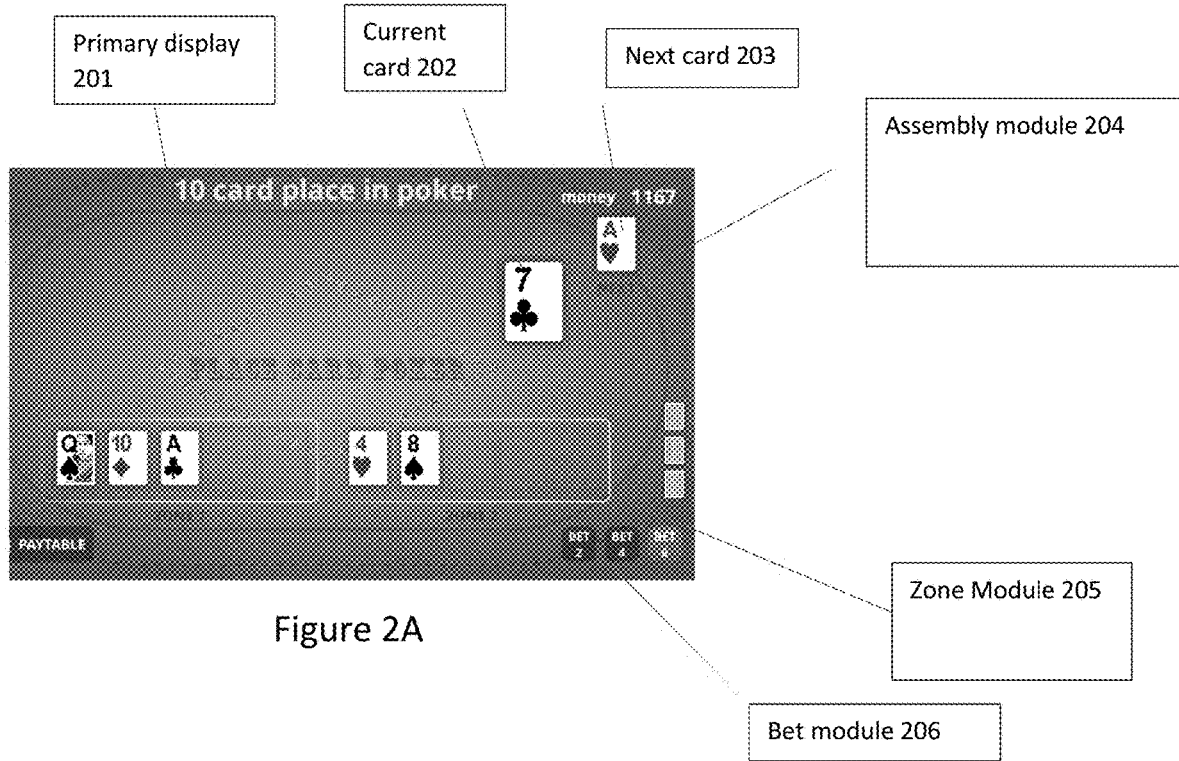 Primary display
201
Current
card 202
Next card 203
Assembly module 204
10 card place in poker
money 1167
A
7
Q
10
A
4
8
PAYTABLE
BET
2
BET
4
BET
Zone Module 205
Figure 2A
Bet module 206